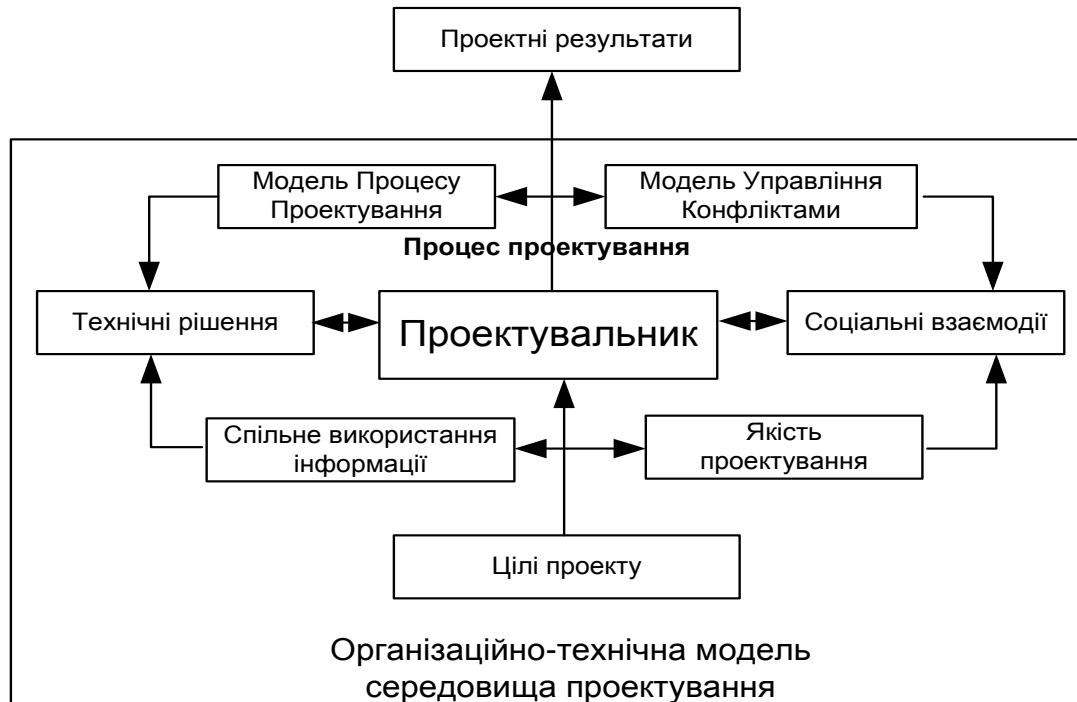 Проектні результати
Модель Процесу
Проектування
Модель Управління
Конфліктами
Процес проектування
Технічні рішення
Проектувальник
Соціальні взаємодії
Спільне використання
інформації
Якість
проектування
Цілі проекту
Організаційно-технічна модель
середовища проектування